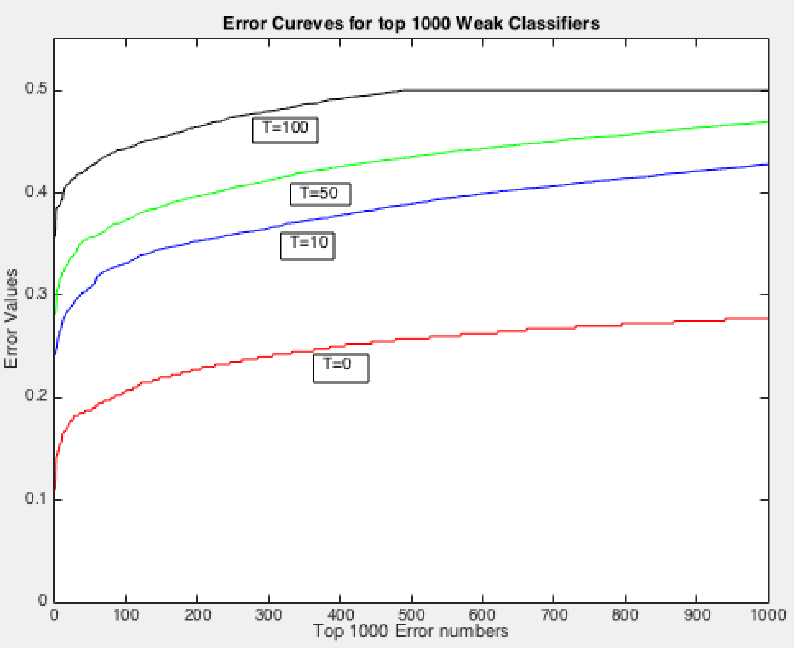 Error Cureves for top 1000 Weak Classifiers
0.5
0.4
0.3
0.2
0.1
0
Error Values
T=100
T=50
T=10
T=0
0 100 200 300 400 500 600 700 800 900 1000
Top 1000 Error numbers